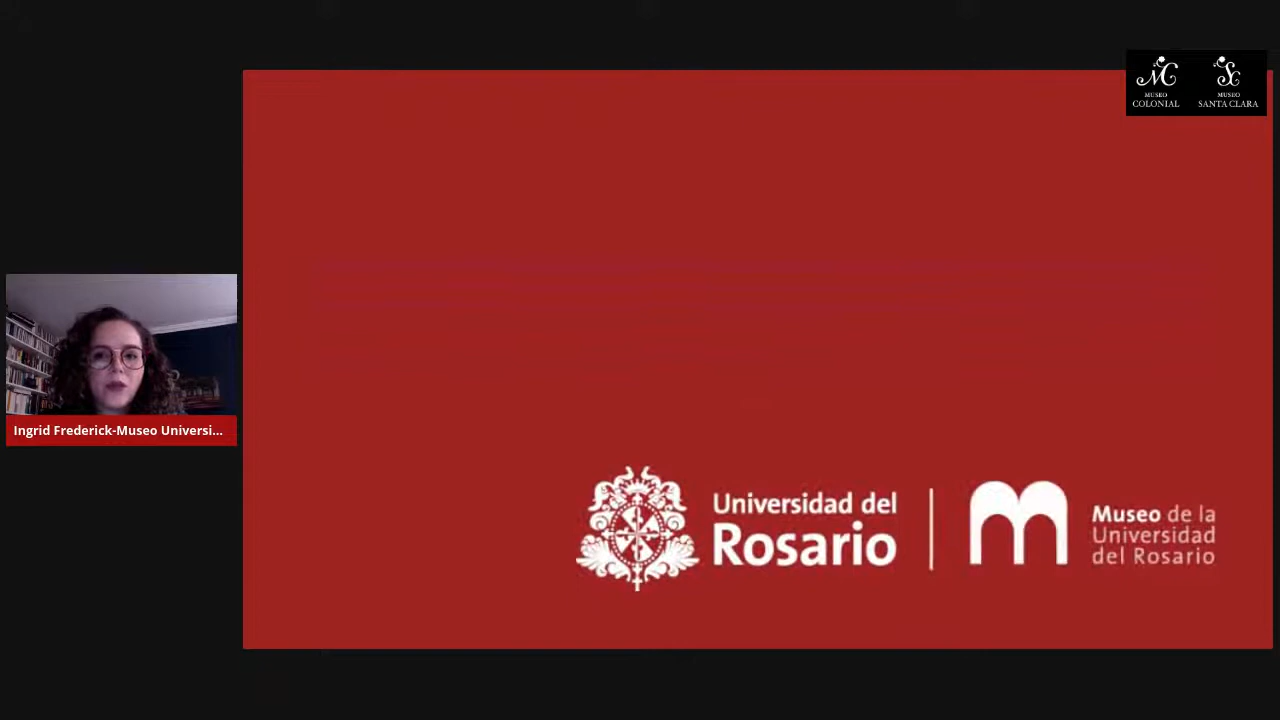 MUSEO
COLONIAL
MUSEO
SANTA CLARA
Ingrid Frederick-Museo Universi...
Universidad del
Rosario
Museo de la
Universidad
del Rosario